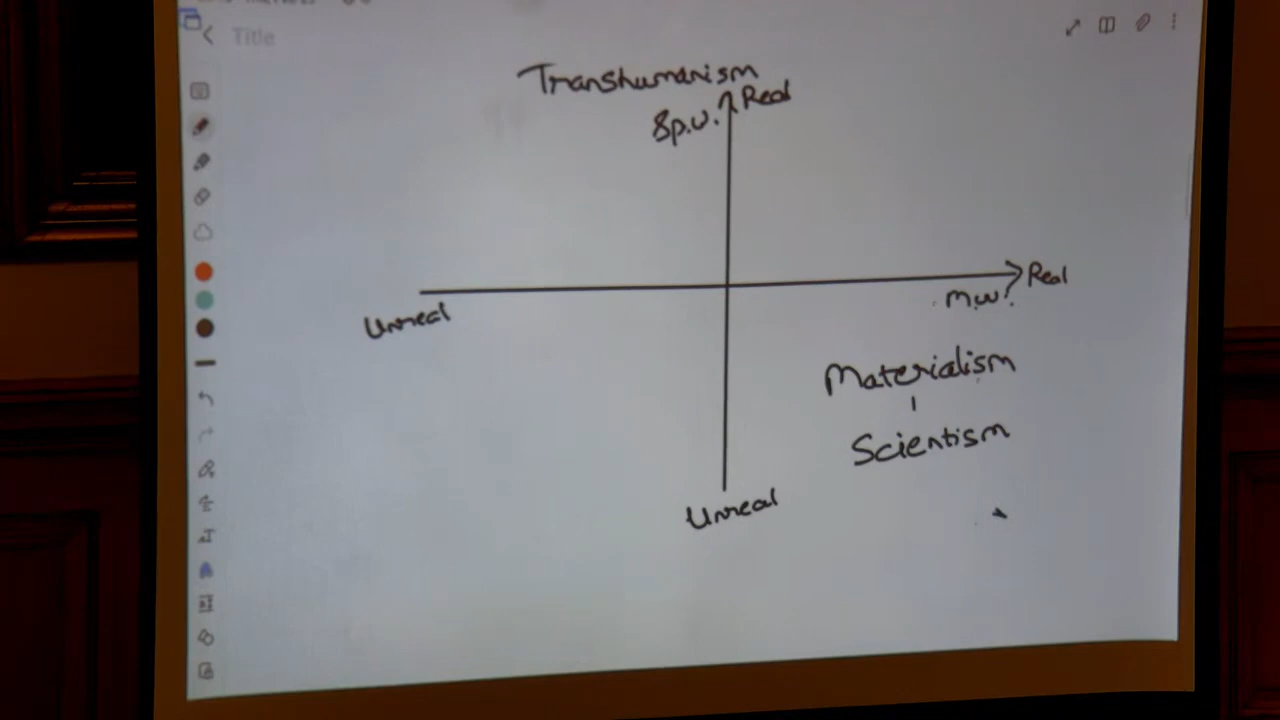 Title
Transhumanism
Real
Sp.w.
Real
m.w.
Unreal
Materialism
Scientism
Unreal